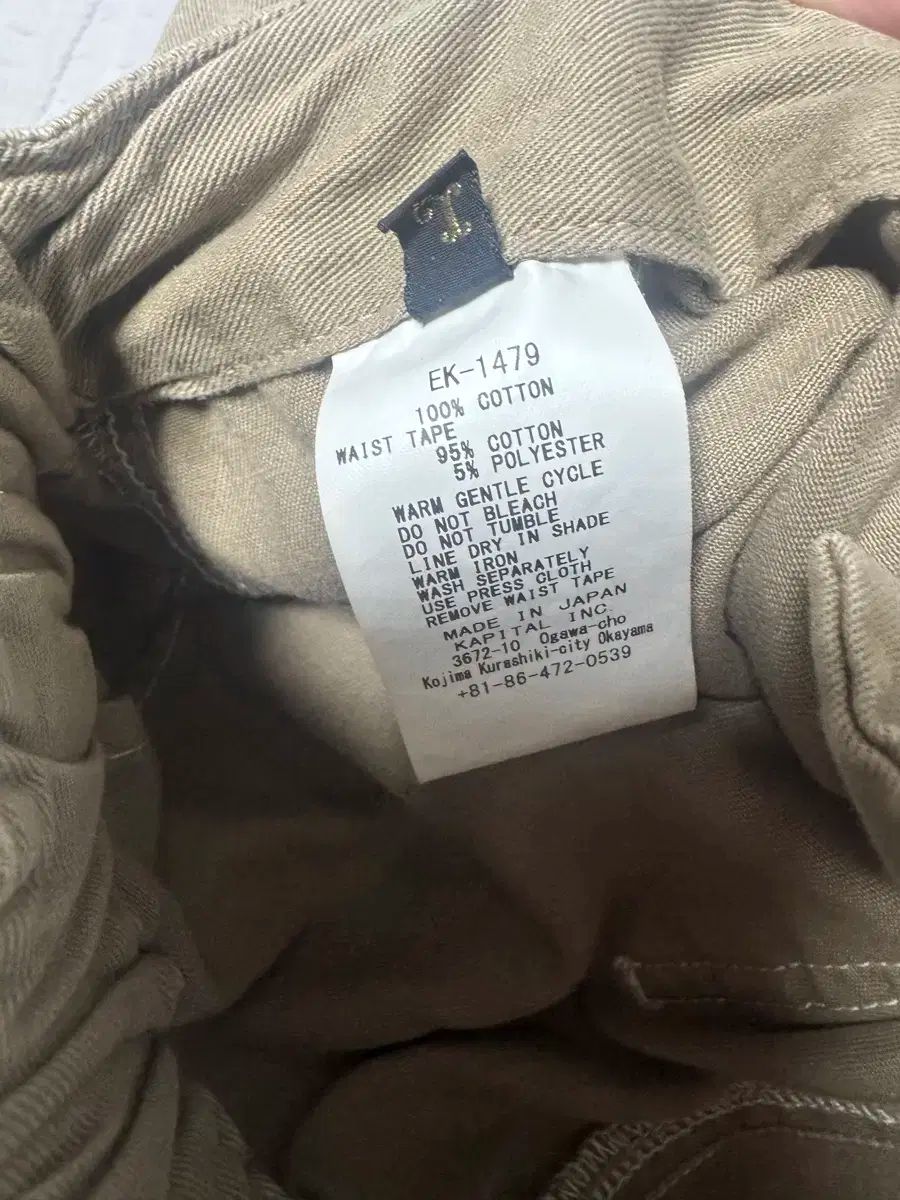 EK-1479
100% COTTON
WAIST TAPE
95% COTTON
5% POLYESTER
WARM GENTLE CYCLE
DO NOT BLEACH
DO NOT TUMBLE
LINE DRY IN SHADE
WARM IRON
WASH SEPARATELY
USE PRESS CLOTH
REMOVE WAIST TAPE
MADE IN JAPAN
KAPITAL INC.
3672-10 Ogawa-cho
Kojima Kurashiki-city Okayama
+81-86-472-0539